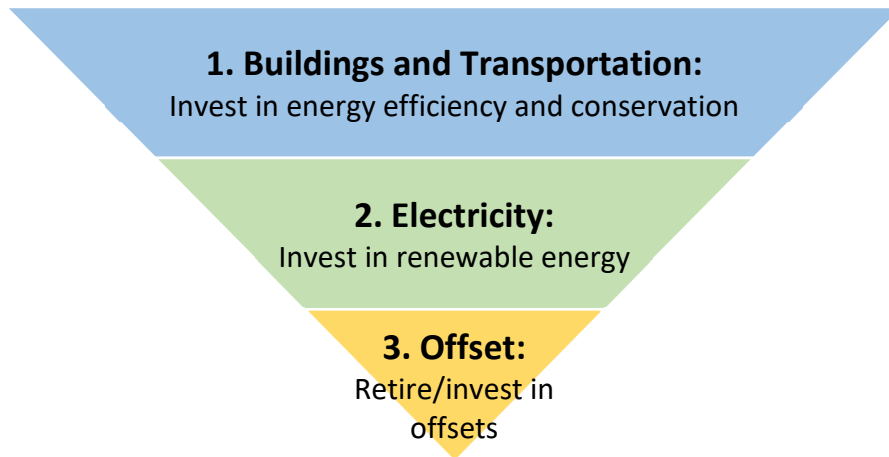 1. Buildings and Transportation:
Invest in energy efficiency and conservation
2. Electricity:
Invest in renewable energy
3. Offset:
Retire/invest in
offsets